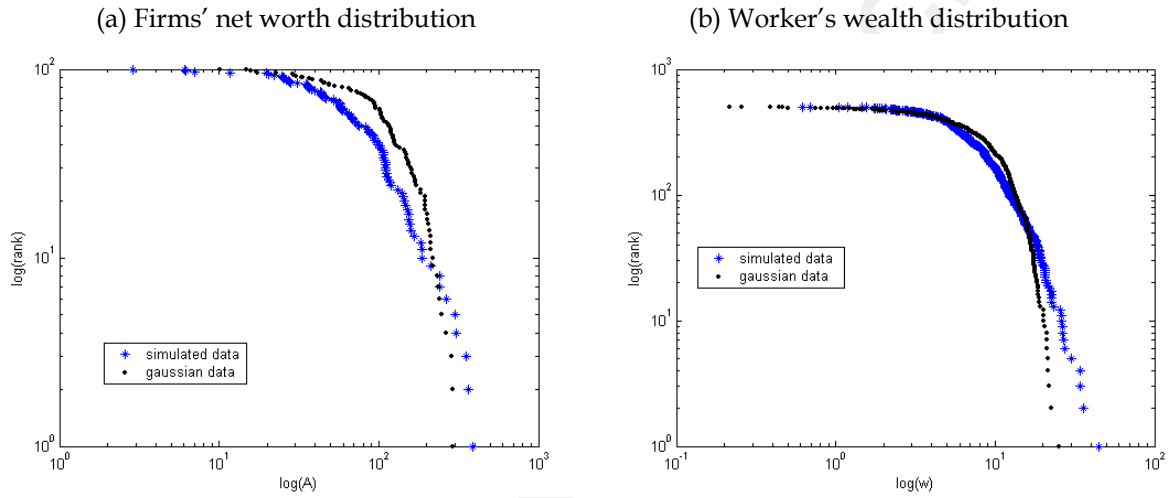 (a) Firms’ net worth distribution
10^2
10^1
10^0
log(rank)
simulated data
gaussian data
10^0
10^1
10^2
10^3
log(A)
(b) Worker’s wealth distribution
10^3
10^2
10^1
10^0
log(rank)
simulated data
gaussian data
10^-1
10^0
10^1
10^2
log(w)